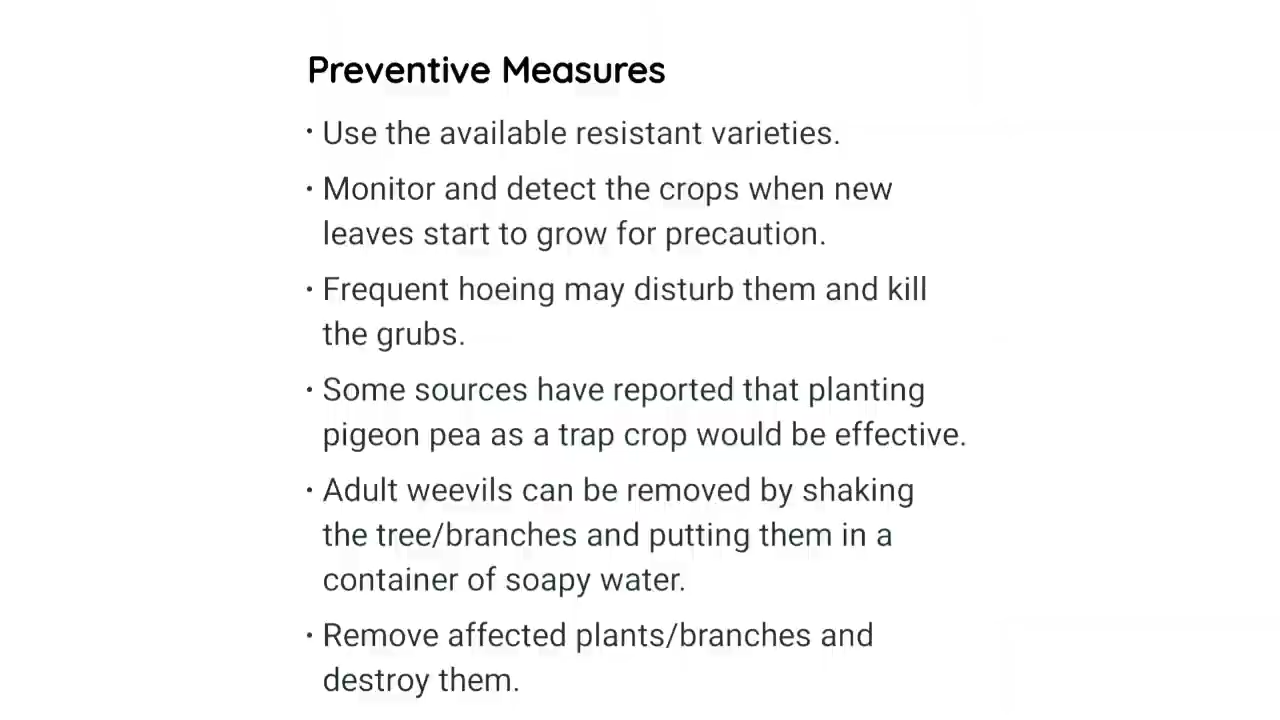 Preventive Measures
· Use the available resistant varieties.
· Monitor and detect the crops when new
leaves start to grow for precaution.
· Frequent hoeing may disturb them and kill
the grubs.
· Some sources have reported that planting
pigeon pea as a trap crop would be effective.
· Adult weevils can be removed by shaking
the tree/branches and putting them in a
container of soapy water.
· Remove affected plants/branches and
destroy them.